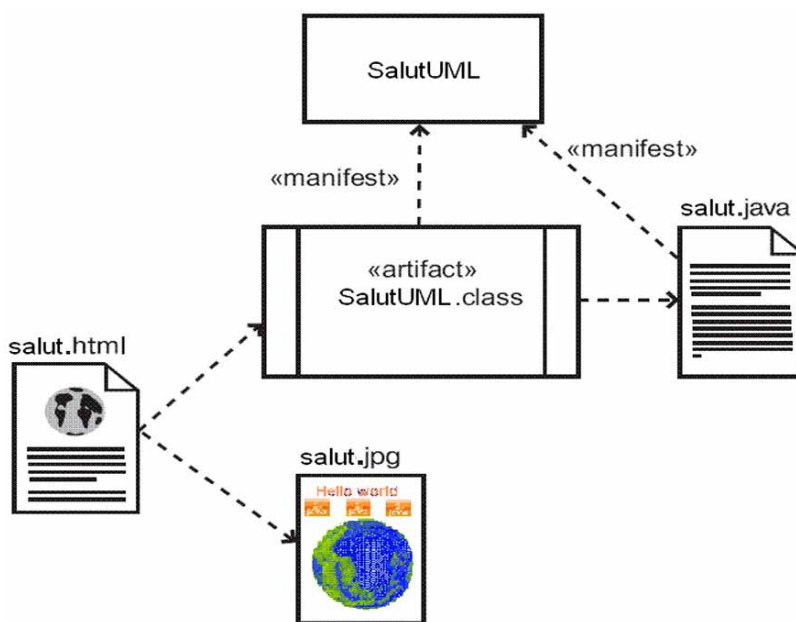 SalutUML
«manifest»
«manifest»
salut.java
«artifact»
SalutUML.class
salut.html
salut.jpg
Hello world